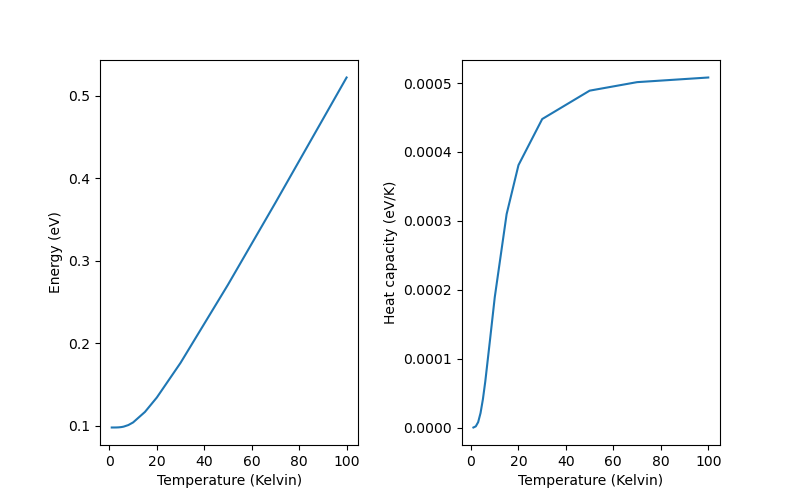 0.5
0.4
0.3
0.2
0.1
Energy (eV)
0 20 40 60 80 100
Temperature (Kelvin)
0.0005
0.0004
0.0003
0.0002
0.0001
0.0000
Heat capacity (eV/K)
0 20 40 60 80 100
Temperature (Kelvin)